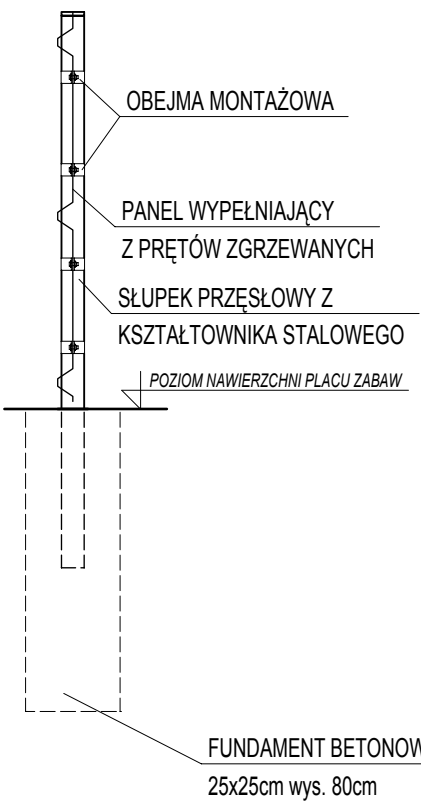 OBEJMA MONTAŻOWA
PANEL WYPEŁNIAJĄCY
Z PRĘTÓW ZGRZEWANYCH
SŁUPEK PRZĘSŁOWY Z
KSZTAŁTOWNIKA STALOWEGO
POZIOM NAWIERZCHNI PLACU ZABAW
FUNDAMENT BETONOW
25x25cm wys. 80cm